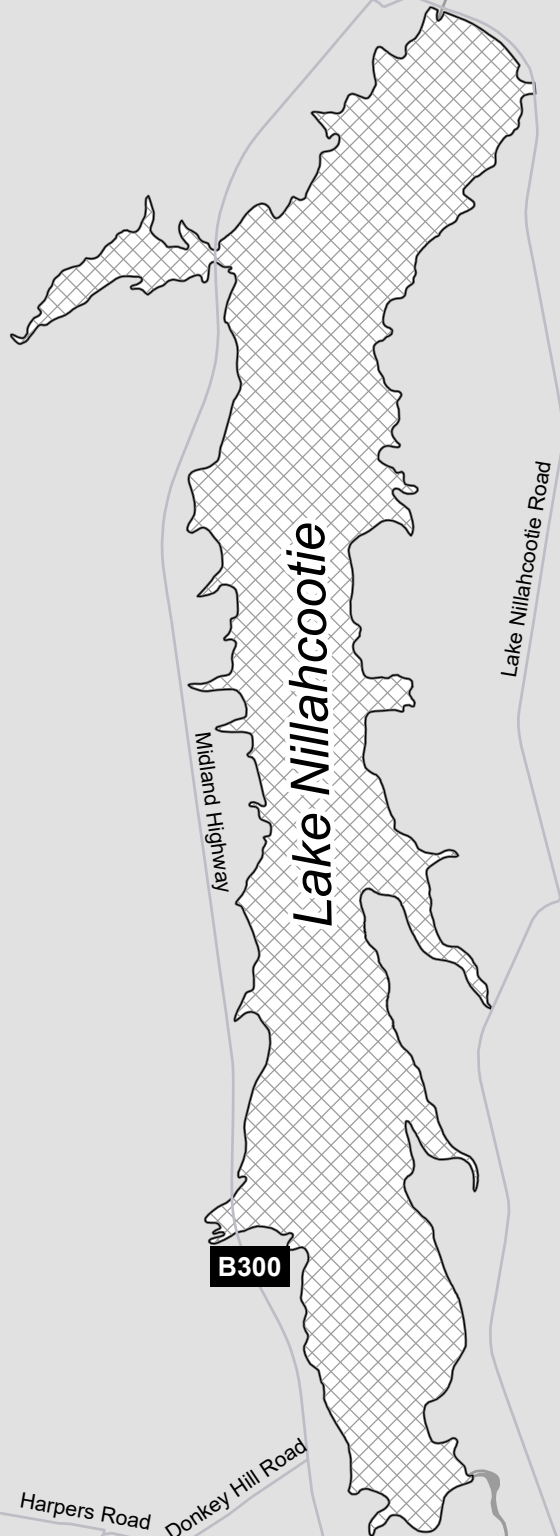 Lake Nillahcootie Road
Lake Nillahcootie
Midland Highway
B300
Donkey Hill Road
Harpers Road